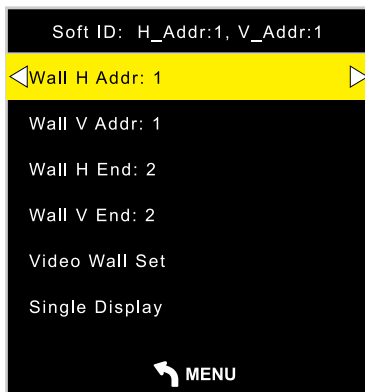 Soft ID: H_Addr:1, V_Addr:1
Wall H Addr: 1
Wall V Addr: 1
Wall H End: 2
Wall V End: 2
Video Wall Set
Single Display
MENU